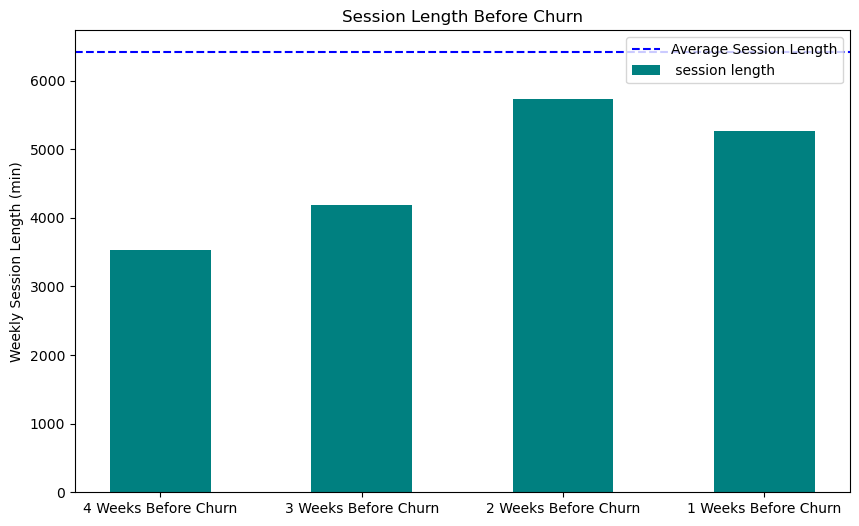 Session Length Before Churn
Average Session Length
session length
Weekly Session Length (min)
6000
5000
4000
3000
2000
1000
0
4 Weeks Before Churn
3 Weeks Before Churn
2 Weeks Before Churn
1 Weeks Before Churn